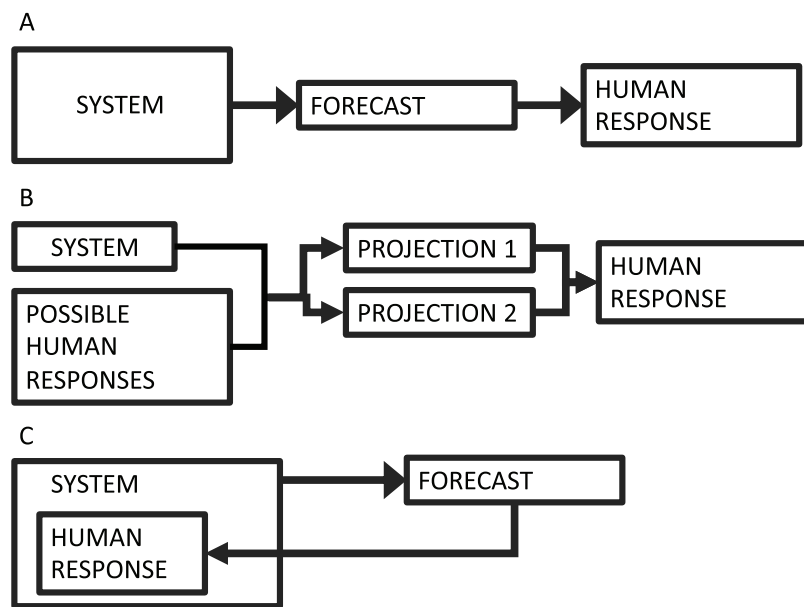 A
SYSTEM
FORECAST
HUMAN
RESPONSE
B
SYSTEM
POSSIBLE
HUMAN
RESPONSES
PROJECTION 1
PROJECTION 2
HUMAN
RESPONSE
C
SYSTEM
HUMAN
RESPONSE
FORECAST